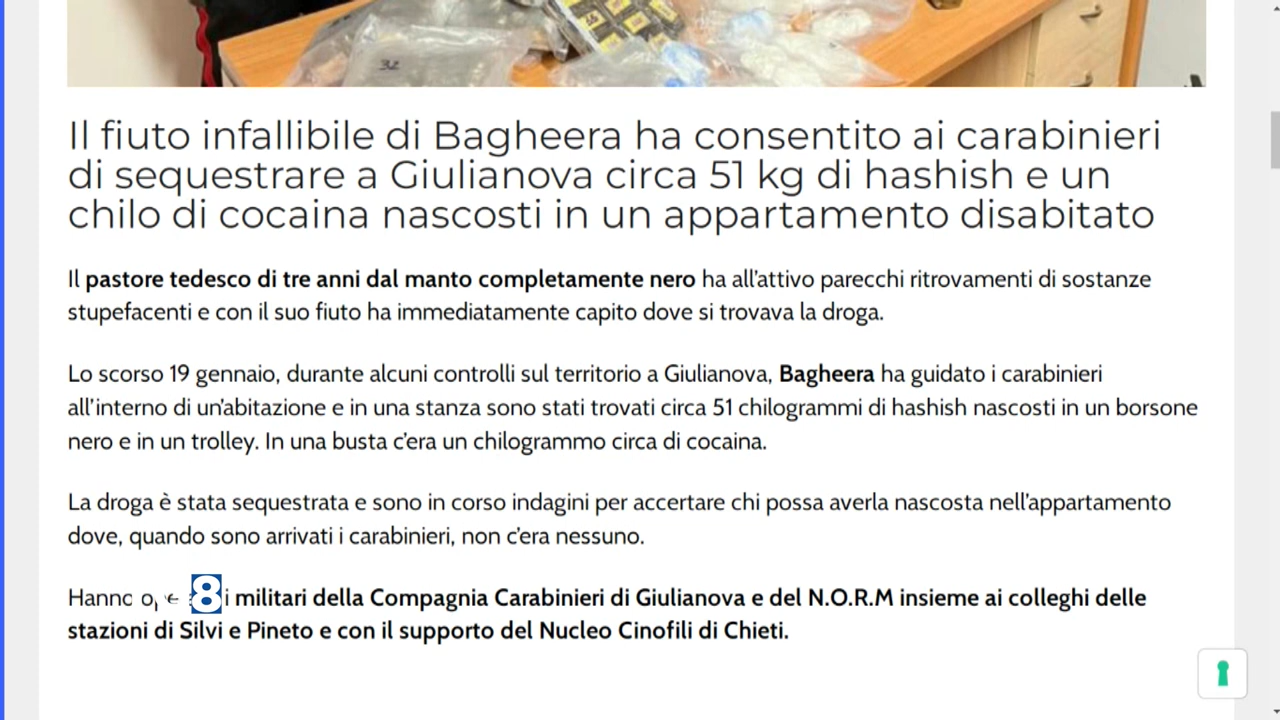 32
Il fiuto infallibile di Bagheera ha consentito ai carabinieri
di sequestrare a Giulianova circa 51 kg di hashish e un
chilo di cocaina nascosti in un appartamento disabitato
Il pastore tedesco di tre anni dal manto completamente nero ha all'attivo parecchi ritrovamenti di sostanze
stupefacenti e con il suo fiuto ha immediatamente capito dove si trovava la droga.
Lo scorso 19 gennaio, durante alcuni controlli sul territorio a Giulianova, Bagheera ha guidato i carabinieri
all'interno di un'abitazione e in una stanza sono stati trovati circa 51 chilogrammi di hashish nascosti in un borsone
nero e in un trolley. In una busta c'era un chilogrammo circa di cocaina.
La droga è stata sequestrata e sono in corso indagini per accertare chi possa averla nascosta nell'appartamento
dove, quando sono arrivati i carabinieri, non c'era nessuno.
Hanno 8 i militari della Compagnia Carabinieri di Giulianova e del N.O.R.M insieme ai colleghi delle
stazioni di Silvi e Pineto e con il supporto del Nucleo Cinofili di Chieti.